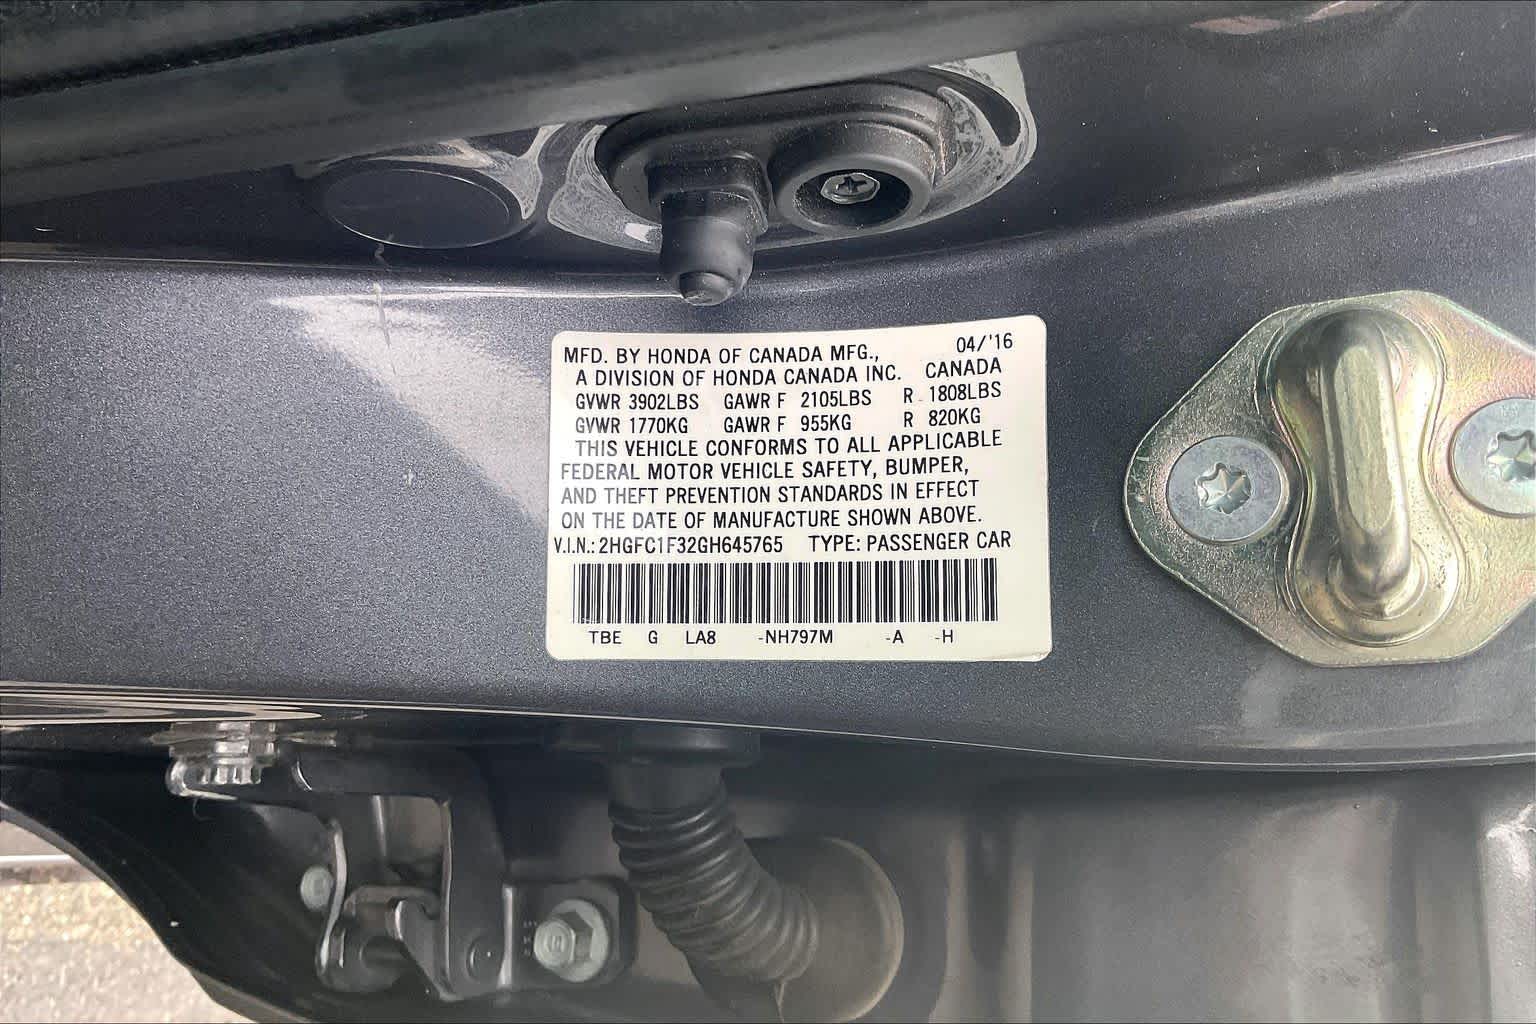 MFD. BY HONDA OF CANADA MFG., 04/'16
A DIVISION OF HONDA CANADA INC. CANADA
GVWR 3902LBS GAWR F 2105LBS R 1808LBS
GVWR 1770KG GAWR F 955KG R 820KG
THIS VEHICLE CONFORMS TO ALL APPLICABLE
FEDERAL MOTOR VEHICLE SAFETY, BUMPER,
AND THEFT PREVENTION STANDARDS IN EFFECT
ON THE DATE OF MANUFACTURE SHOWN ABOVE.
V.I.N.: 2HGFC1F32GH645765 TYPE: PASSENGER CAR
TBE G LA8 -NH797M -A -H